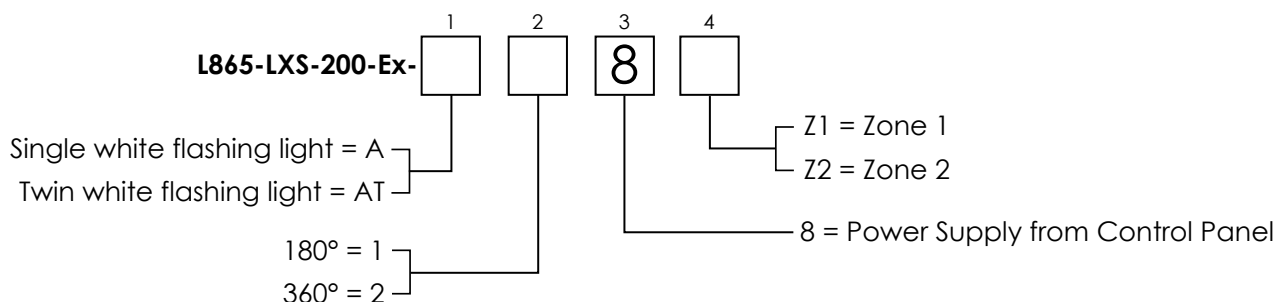 1 2 3 4
L865-LXS-200-Ex- 8
Single white flashing light = A
Twin white flashing light = AT
180° = 1
360° = 2
Z1 = Zone 1
Z2 = Zone 2
8 = Power Supply from Control Panel